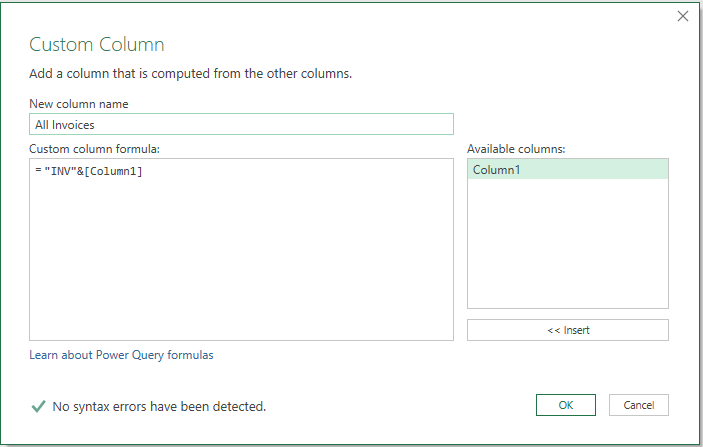 Custom Column
Add a column that is computed from the other columns.
New column name
All Invoices
Custom column formula:
= "INV"&[Column1]
Available columns:
Column1
<< Insert
Learn about Power Query formulas
No syntax errors have been detected.
OK
Cancel